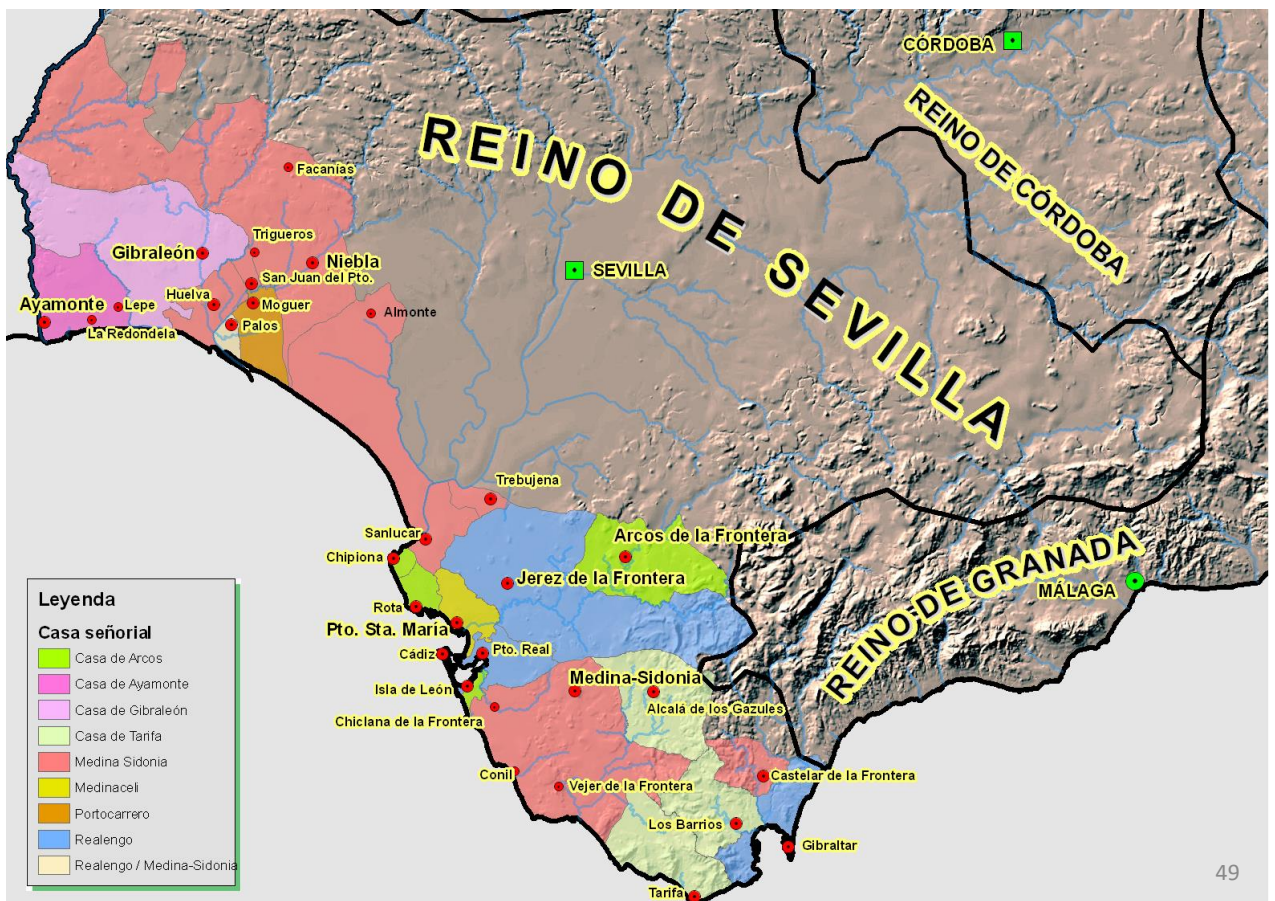 CÓRDOBA
REINO DE CÓRDOBA
REINO DE SEVILLA
Facanías
Trigueros
Gibraleón
Niebla
San Juan del Pto.
SEVILLA
Huelva
Moguer
Ayamonte
Lepe
Almonte
La Redondela
Palos
Trebujena
Sanlucar
Arcos de la Frontera
Chipiona
Jerez de la Frontera
REINO DE GRANADA
MÁLAGA
Rota
Pto. Sta. María
Cádiz
Pto. Real
Medina-Sidonia
Isla de León
Alcalá de los Gazules
Chiclana de la Frontera
Conil
Castelar de la Frontera
Vejer de la Frontera
Los Barrios
Gibraltar
Tarifa
Leyenda
Casa señorial
Casa de Arcos
Casa de Ayamonte
Casa de Gibraleón
Casa de Tarifa
Medina Sidonia
Medinaceli
Portocarrero
Realengo
Realengo / Medina-Sidonia
49